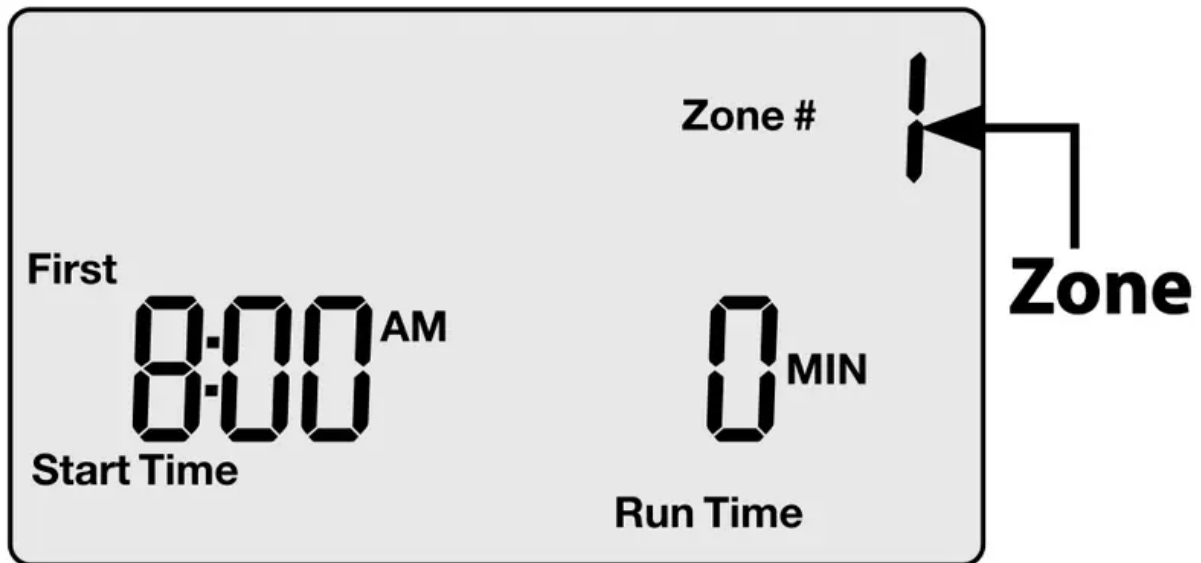 Zone # 1
Zone
First
8:00 AM
0 MIN
Start Time
Run Time